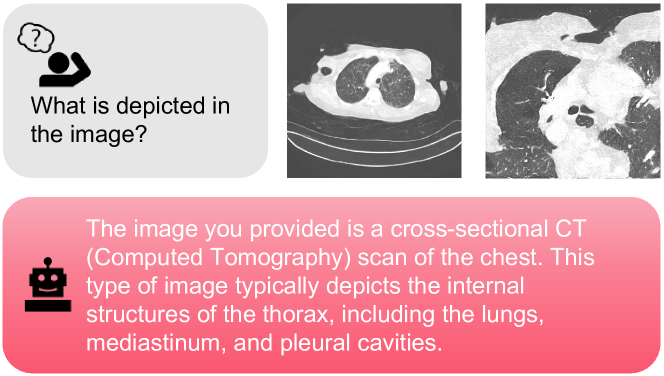 ?
What is depicted in
the image?
The image you provided is a cross-sectional CT
(Computed Tomography) scan of the chest. This
type of image typically depicts the internal
structures of the thorax, including the lungs,
mediastinum, and pleural cavities.